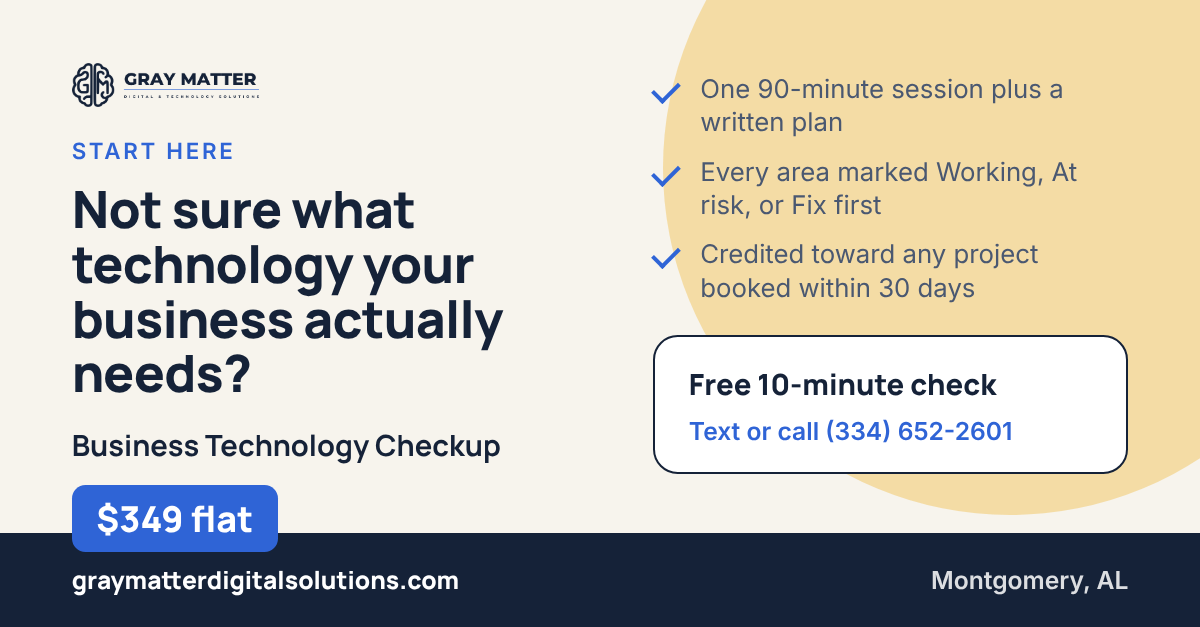 GM
GRAY MATTER
DIGITAL & TECHNOLOGY SOLUTIONS
START HERE
Not sure what
technology your
business actually
needs?
Business Technology Checkup
$349 flat
One 90-minute session plus a
written plan
Every area marked Working, At
risk, or Fix first
Credited toward any project
booked within 30 days
Free 10-minute check
Text or call (334) 652-2601
graymatterdigitalsolutions.com
Montgomery, AL